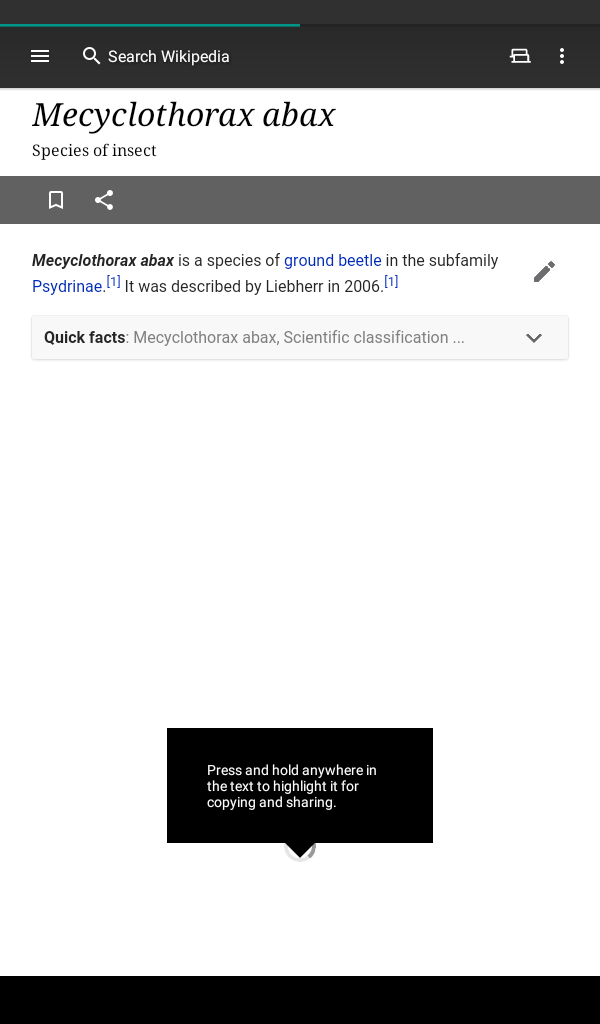 Search Wikipedia
Mecyclothorax abax
Species of insect
Mecyclothorax abax is a species of ground beetle in the subfamily
Psydrinae.[1] It was described by Liebherr in 2006.[1]
Quick facts: Mecyclothorax abax, Scientific classification ...
Press and hold anywhere in
the text to highlight it for
copying and sharing.